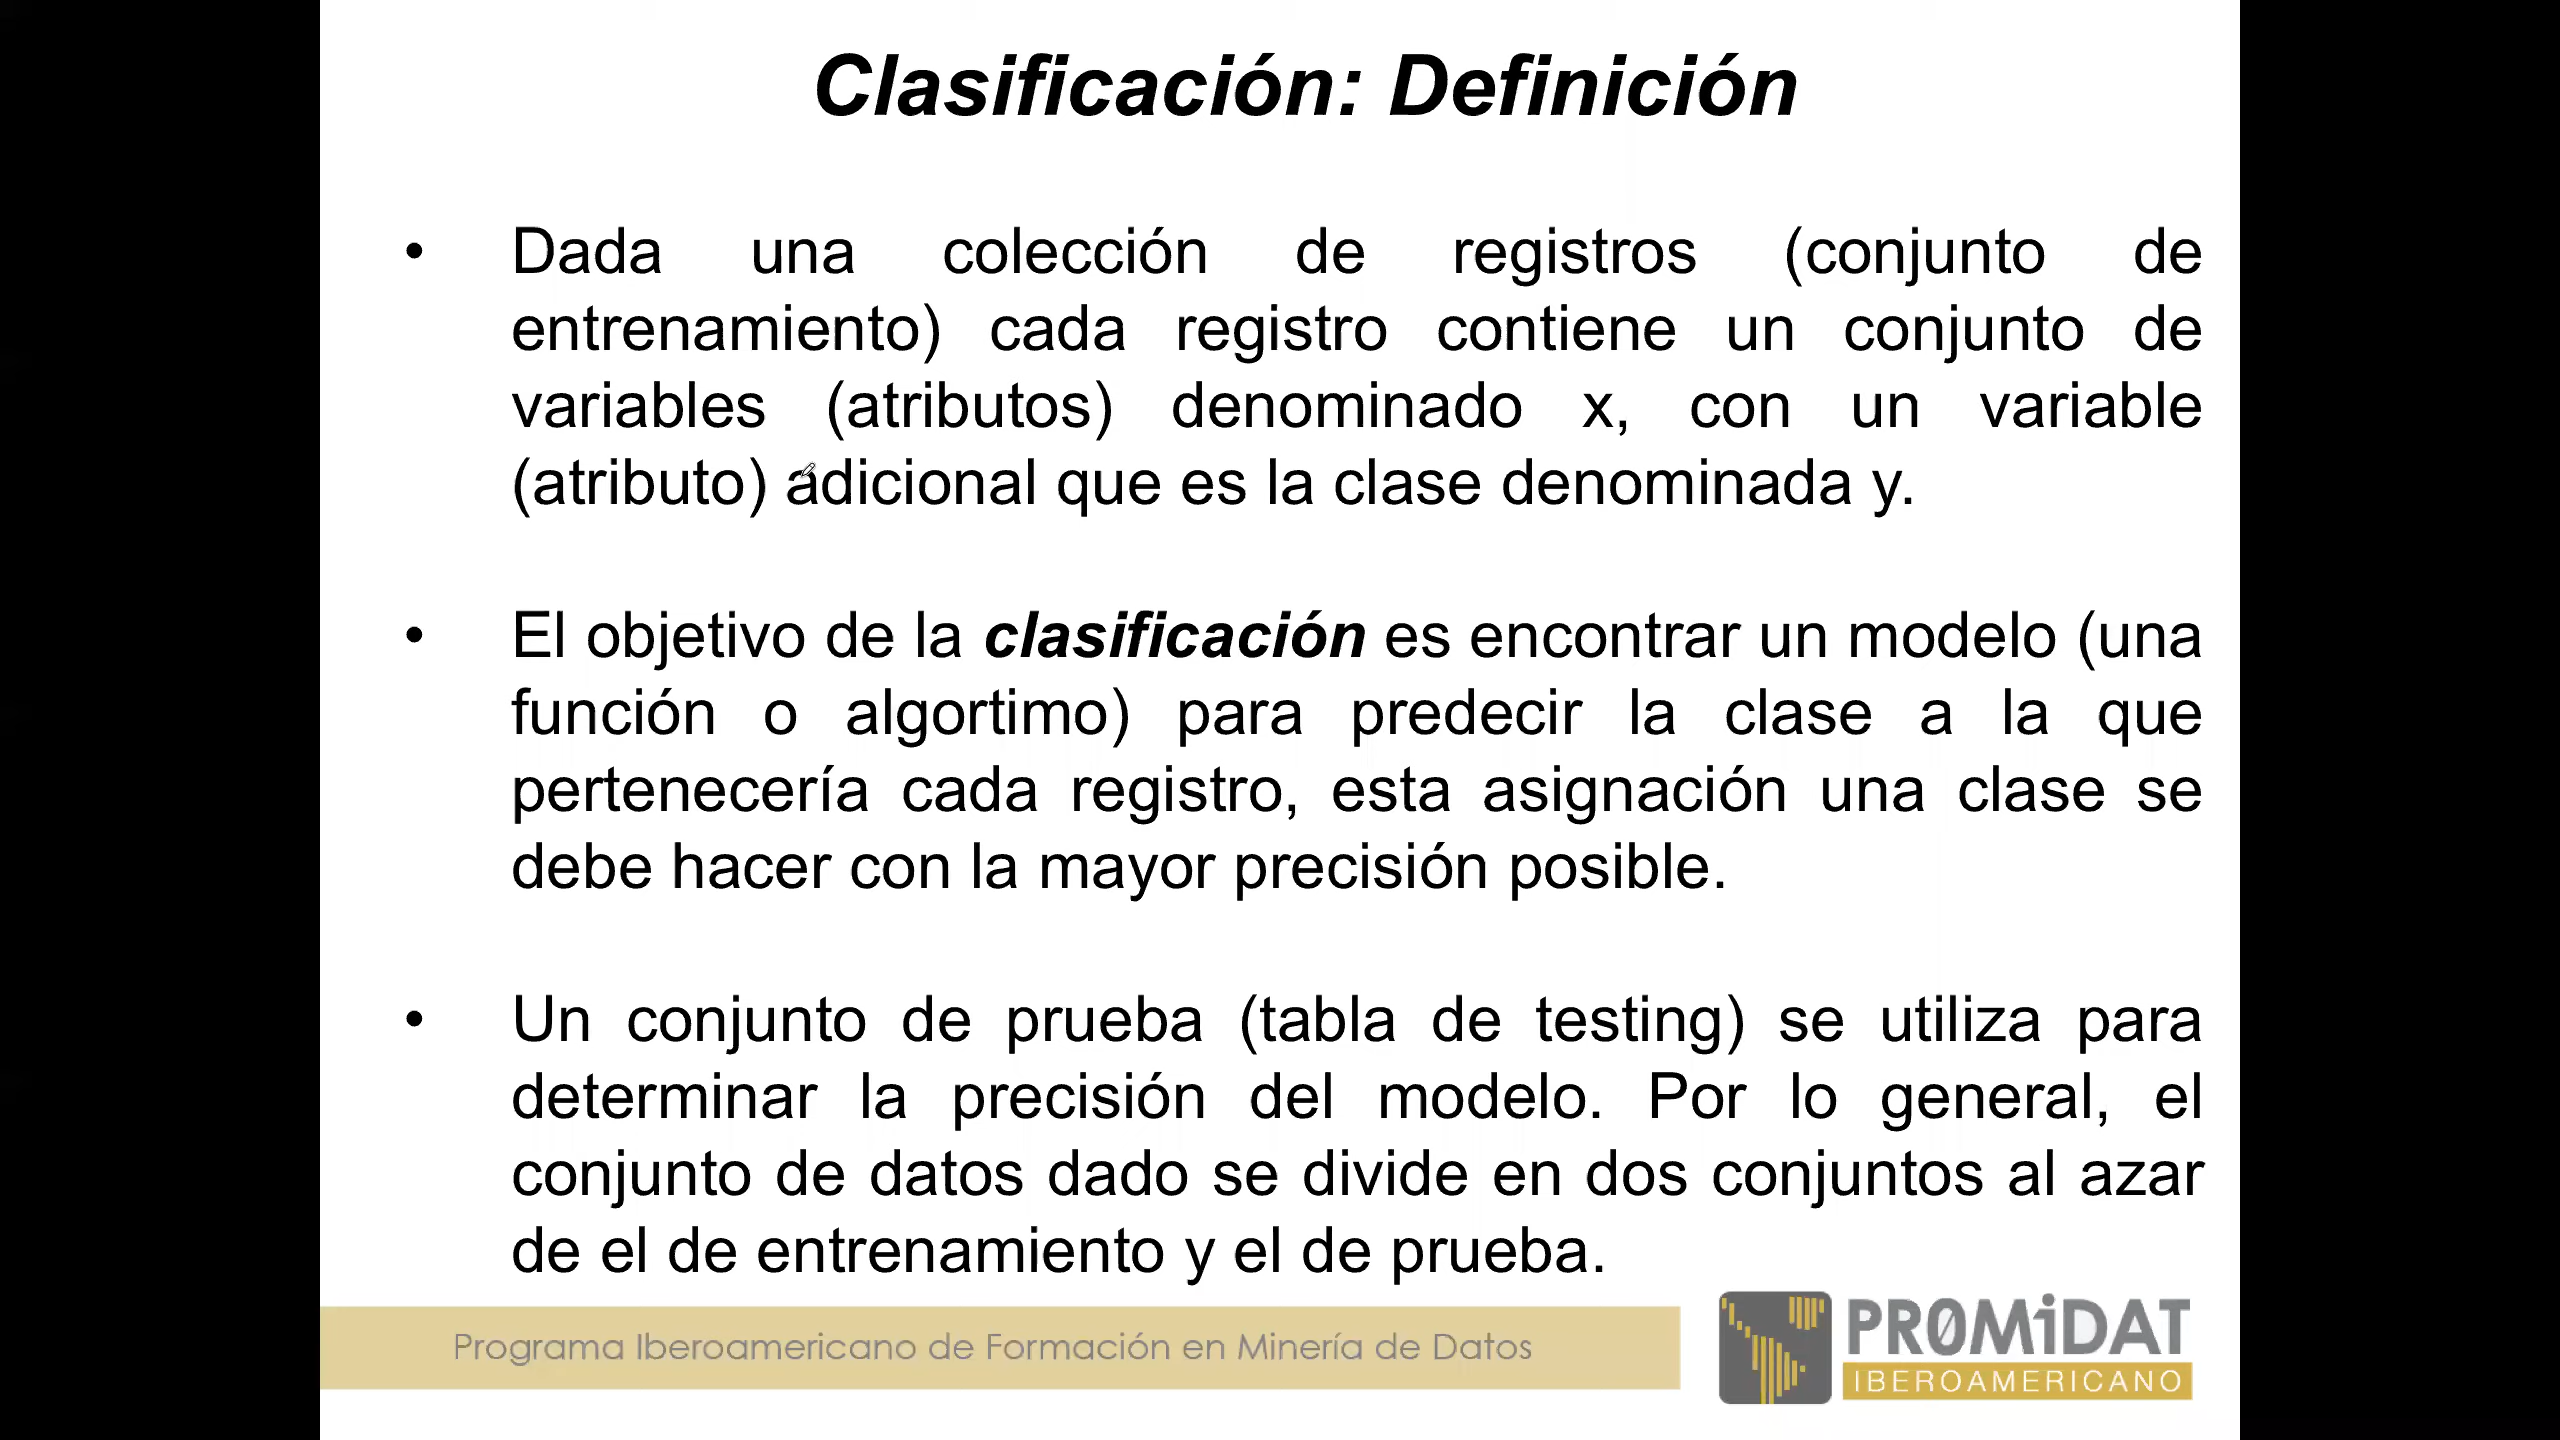 Clasificación: Definición
• Dada una colección de registros (conjunto de
entrenamiento) cada registro contiene un conjunto de
variables (atributos) denominado x, con un variable
(atributo) adicional que es la clase denominada y.
• El objetivo de la clasificación es encontrar un modelo (una
función o algortimo) para predecir la clase a la que
pertenecería cada registro, esta asignación una clase se
debe hacer con la mayor precisión posible.
• Un conjunto de prueba (tabla de testing) se utiliza para
determinar la precisión del modelo. Por lo general, el
conjunto de datos dado se divide en dos conjuntos al azar
de el de entrenamiento y el de prueba.
Programa Iberoamericano de Formación en Minería de Datos
PR0MiDAT
IBEROAMERICANO